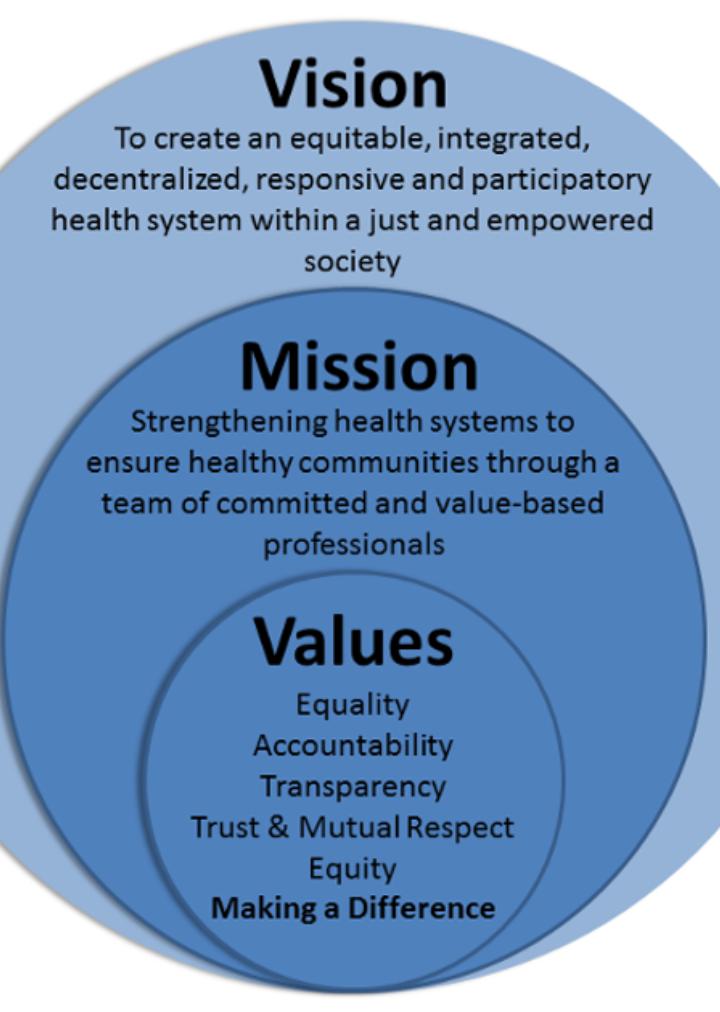 Vision
To create an equitable, integrated,
decentralized, responsive and participatory
health system within a just and empowered
society
Mission
Strengthening health systems to
ensure healthy communities through a
team of committed and value-based
professionals
Values
Equality
Accountability
Transparency
Trust & Mutual Respect
Equity
Making a Difference